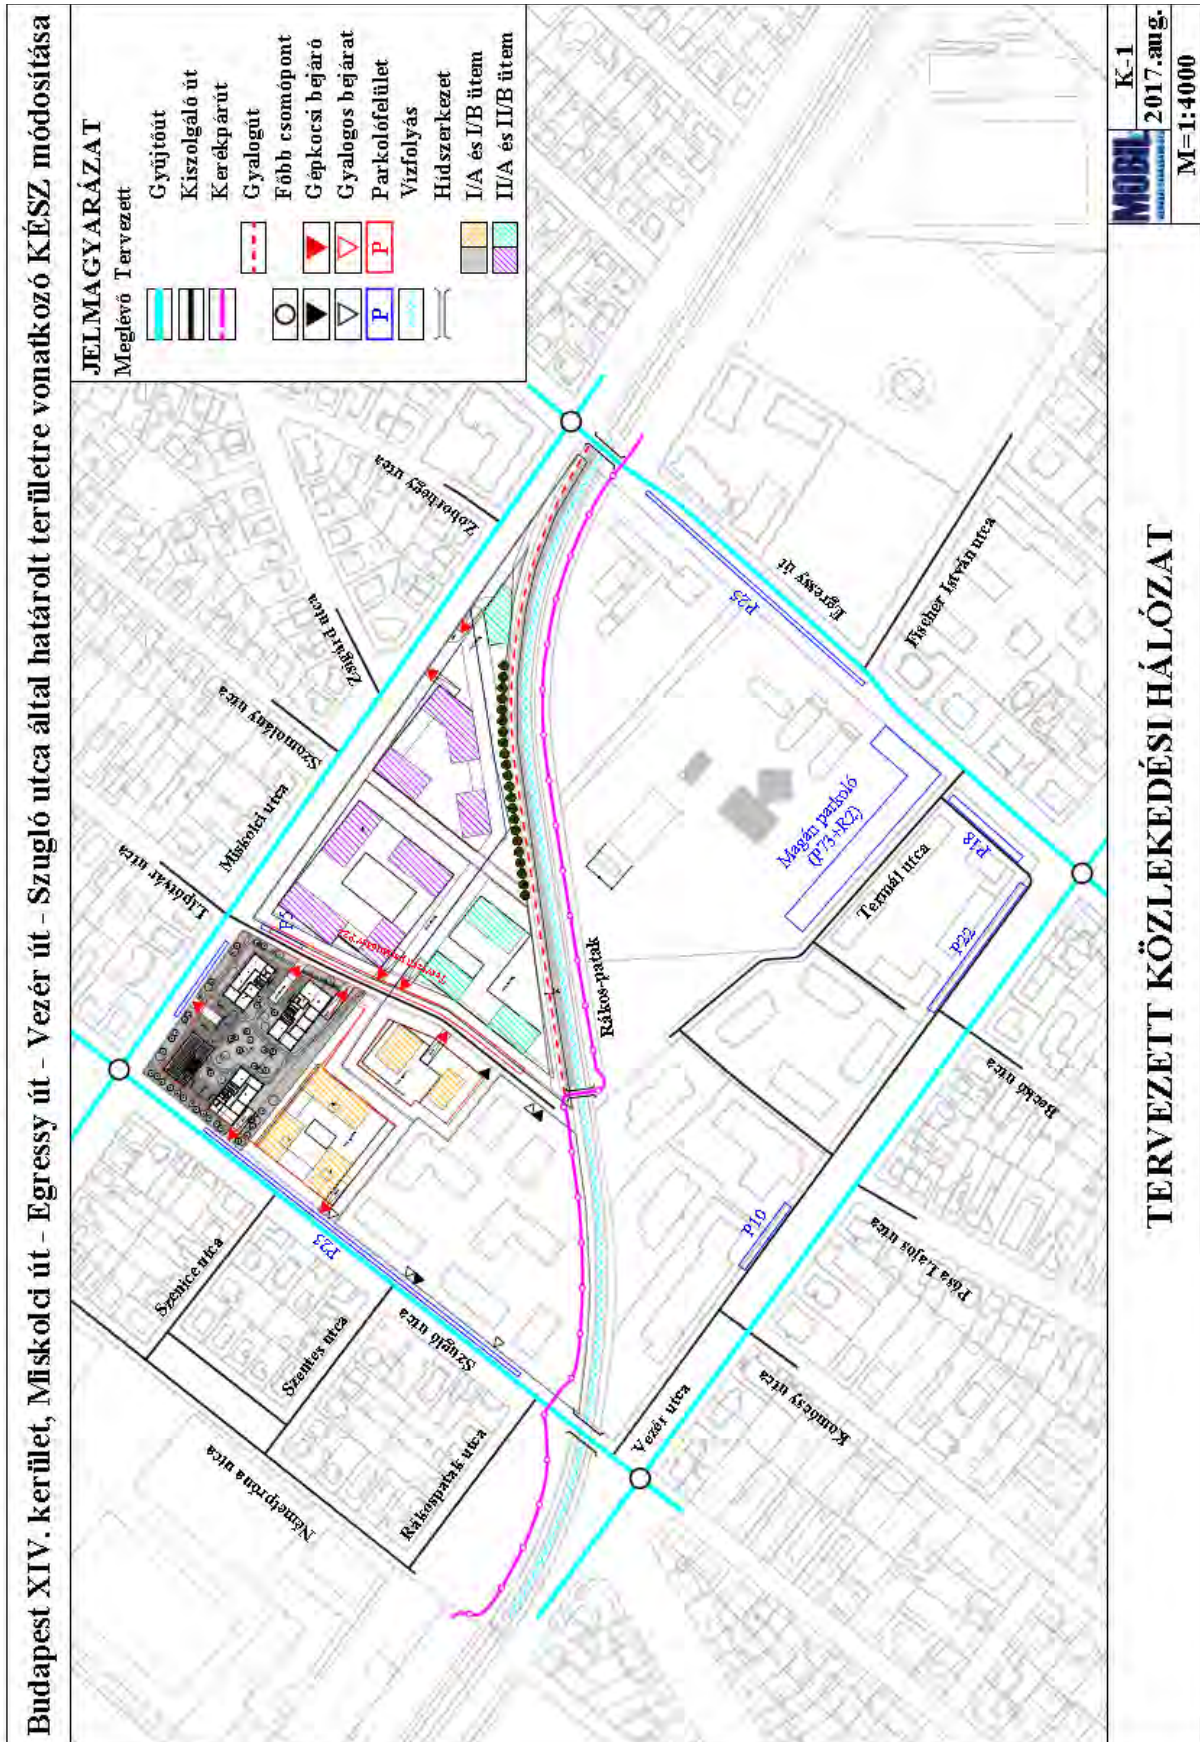 Budapest XIV. kerület, Miskolci út - Egressy út - Vezér út - Szugló utca által határolt területre vonatkozó KÉSZ módosítása
JELMAGYARÁZAT
Meglévő Tervezett
Gyűjtőút
Kiszolgáló út
Kerékpárút
Gyalogút
Főbb csomópont
Gépkocsi bejáró
Gyalogos bejárat
P P Parkolófelület
Vízfolyás
Hídszerkezet
I/A és I/B ütem
II/A és II/B ütem
Zoborhegy utca
Zsigárd utca
Szomolány utca
Miskolci utca
Lipótvár utca
Szenice utca
Szentes utca
Németpróna utca
Rákospatak utca
Szugló utca
P23
Rákos-patak
Egressy út
P25
Fischer István utca
Magán parkoló
(P73+R2)
Termál utca
P18
P22
Beckó utca
P10
Pósa Lajos utca
Vezér utca
Komócsy utca
TERVEZETT KÖZLEKEDÉSI HÁLÓZAT
MOBIL
K-1
2017.aug.
M=1:4000